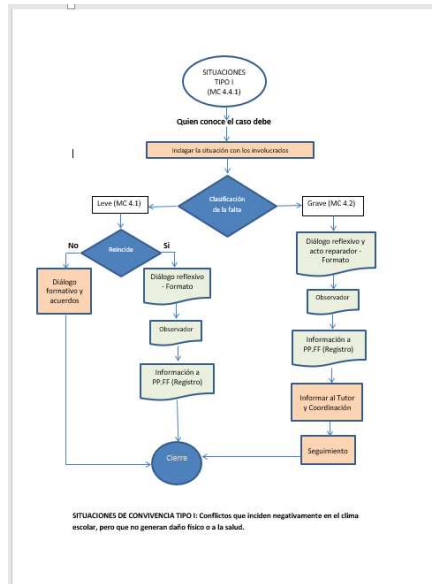 SITUACIONES
TIPO I
(MC 4.4.1)
Quien conoce el caso debe
Indagar la situación con los involucrados
Clasificación
de la falta
Leve (MC 4.1)
Grave (MC 4.2)
No
Reincide
Si
Diálogo
formativo y
acuerdos
Diálogo reflexivo
- Formato
Observador
Información a
PP.FF (Registro)
Diálogo reflexivo y
acto reparador -
Formato
Observador
Información a
PP.FF (Registro)
Informar al Tutor
y Coordinación
Seguimiento
Cierre
SITUACIONES DE CONVIVENCIA TIPO I: Conflictos que inciden negativamente en el clima
escolar, pero que no generan daño físico o a la salud.